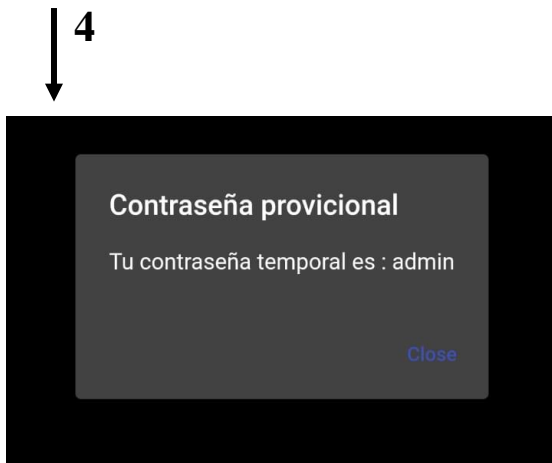 4
Contraseña provicional
Tu contraseña temporal es : admin
Close